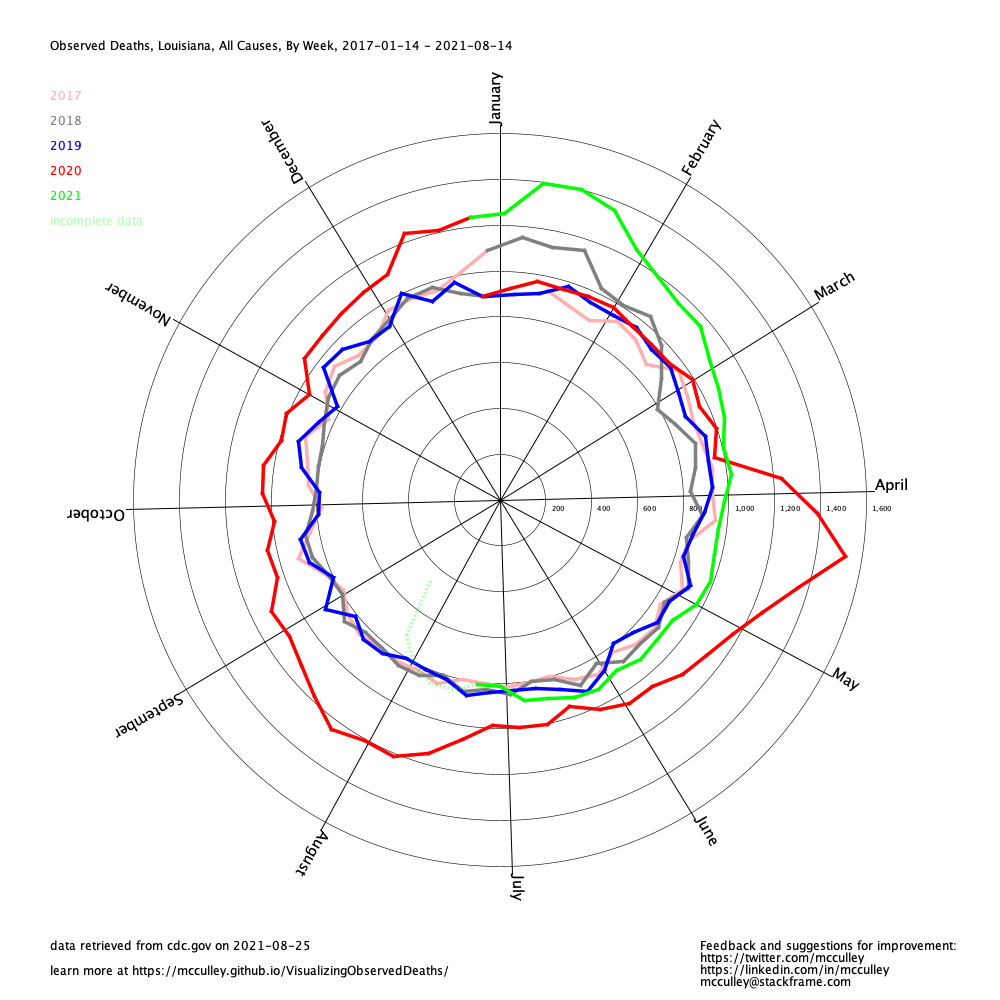 Observed Deaths, Louisiana, All Causes, By Week, 2017-01-14 - 2021-08-14
2017
2018
2019
2020
2021
incomplete data
January
February
March
April
May
June
July
August
September
October
November
December
200
400
600
800
1,000
1,200
1,400
1,600
data retrieved from cdc.gov on 2021-08-25
learn more at https://mcculley.github.io/VisualizingObservedDeaths/
Feedback and suggestions for improvement:
https://twitter.com/mcculley
https://linkedin.com/in/mcculley
mcculley@stackframe.com